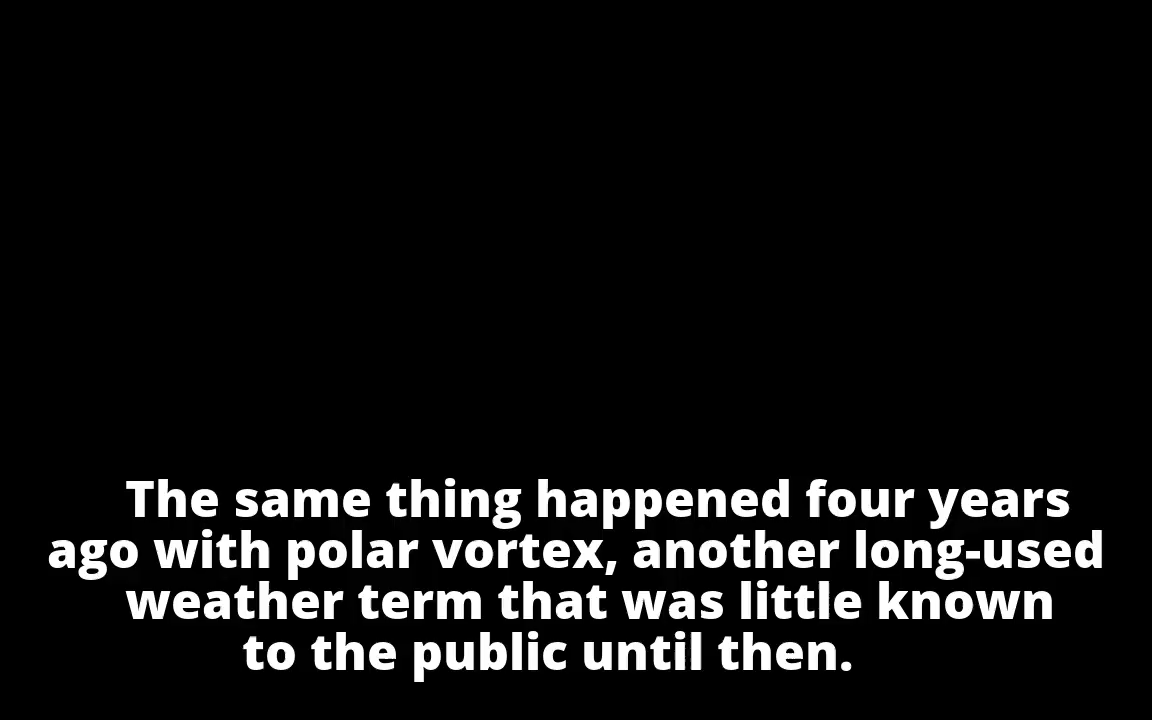 The same thing happened four years
ago with polar vortex, another long-used
weather term that was little known
to the public until then.